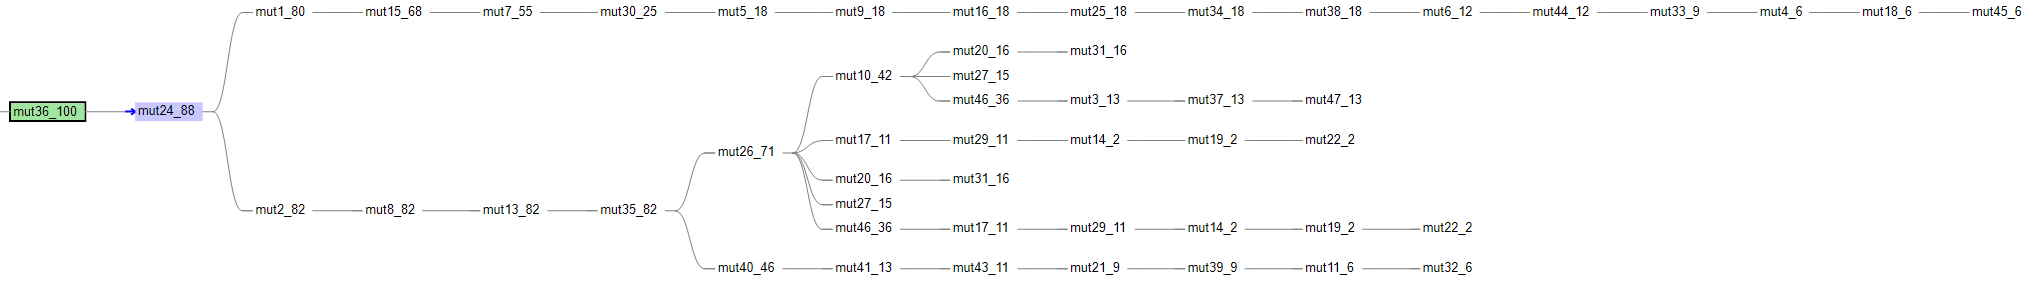 mut1_80 mut15_68 mut7_55 mut30_25 mut5_18 mut9_18 mut16_18 mut25_18 mut34_18 mut38_18 mut6_12 mut44_12 mut33_9 mut4_6 mut18_6 mut45_6
mut20_16 mut31_16
mut10_42 mut27_15
mut46_36 mut3_13 mut37_13 mut47_13
mut36_100 mut24_88
mut17_11 mut29_11 mut14_2 mut19_2 mut22_2
mut26_71
mut20_16 mut31_16
mut27_15
mut2_82 mut8_82 mut13_82 mut35_82
mut46_36 mut17_11 mut29_11 mut14_2 mut19_2 mut22_2
mut40_46 mut41_13 mut43_11 mut21_9 mut39_9 mut11_6 mut32_6